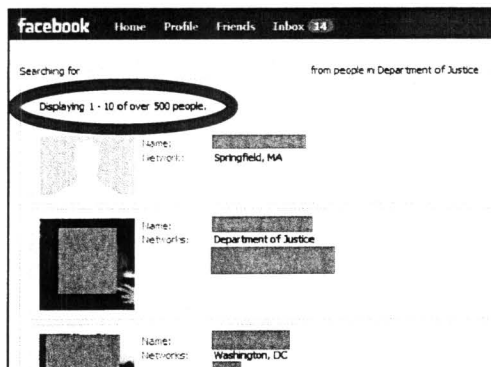 facebook Home Profile Friends Inbox 14
Searching for from people in Department of Justice
Displaying 1 - 10 of over 500 people.
Name:
Network: Springfield, MA
Name:
Networks: Department of Justice
Name:
Networks: Washington, DC